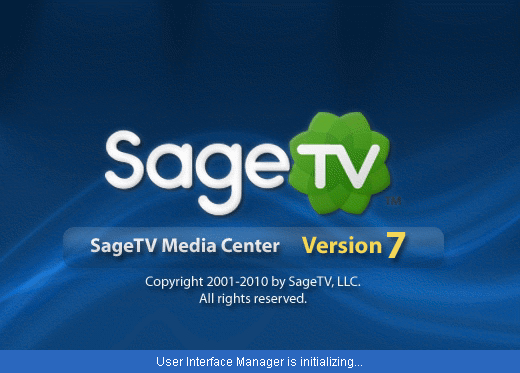 SageTV
SageTV Media Center Version 7
Copyright 2001-2010 by SageTV, LLC.
All rights reserved.
User Interface Manager is initializing...